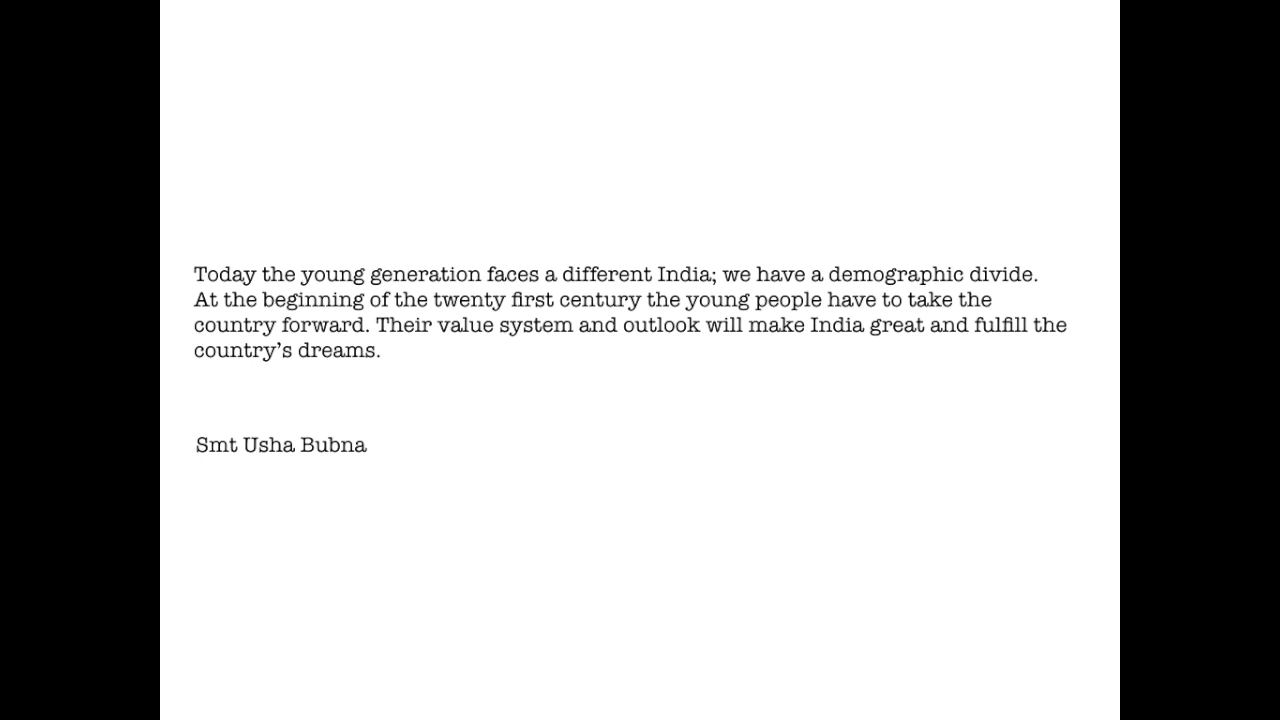 Today the young generation faces a different India; we have a demographic divide.
At the beginning of the twenty first century the young people have to take the
country forward. Their value system and outlook will make India great and fulfill the
country’s dreams.
Smt Usha Bubna